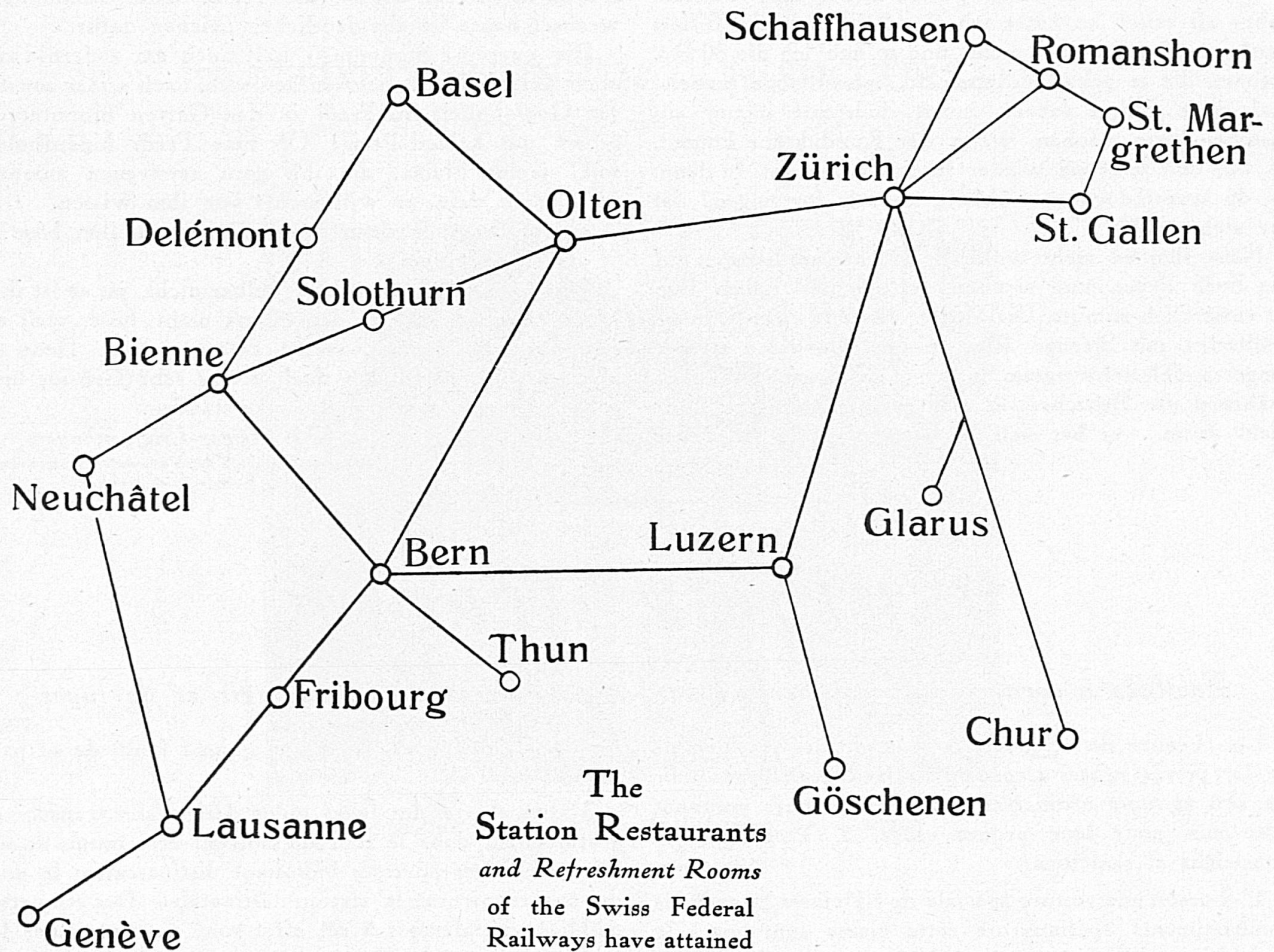 Schaffhausen
Romanshorn
Basel
St. Mar-
grethen
Zürich
Olten
St. Gallen
Delémont
Solothurn
Bienne
Neuchâtel
Glarus
Luzern
Bern
Thun
Fribourg
Chur
Göschenen
Lausanne
Genève
The
Station Restaurants
and Refreshment Rooms
of the Swiss Federal
Railways have attained